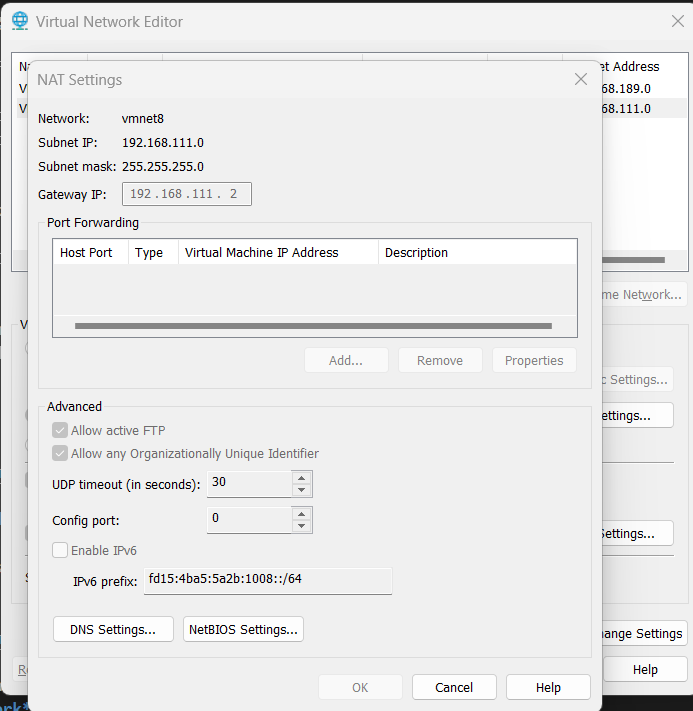 Virtual Network Editor
et Address
NAT Settings
68.189.0
68.111.0
Network: vmnet8
Subnet IP: 192.168.111.0
Subnet mask: 255.255.255.0
Gateway IP: 192 . 168 . 111 . 2
Port Forwarding
Host Port Type Virtual Machine IP Address Description
me Network...
Add... Remove Properties
c Settings...
Advanced
ettings...
Allow active FTP
Allow any Organizationally Unique Identifier
UDP timeout (in seconds): 30
Config port: 0
Settings...
Enable IPv6
IPv6 prefix: fd15:4ba5:5a2b:1008::/64
DNS Settings... NetBIOS Settings...
ange Settings
Help
OK Cancel Help